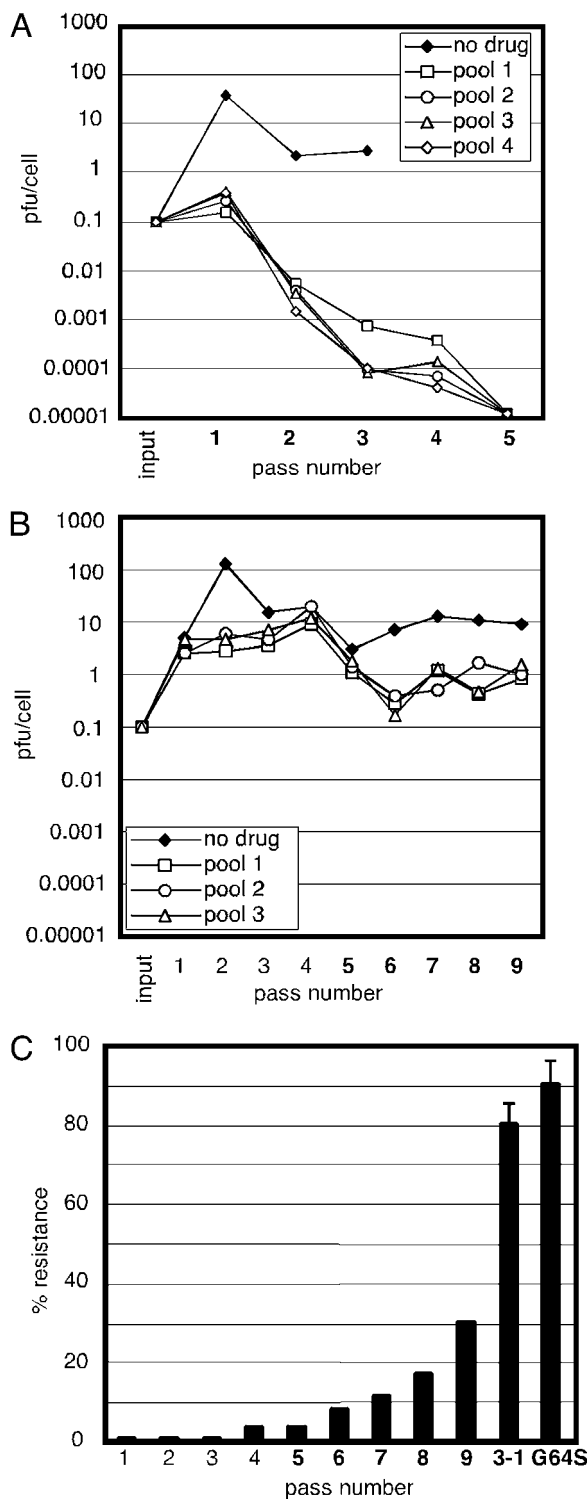 A
1000
100
10
1
0.1
0.01
0.001
0.0001
0.00001
pfu/cell
no drug
pool 1
pool 2
pool 3
pool 4
input 1 2 3 4 5
pass number
B
1000
100
10
1
0.1
0.01
0.001
0.0001
0.00001
pfu/cell
no drug
pool 1
pool 2
pool 3
input 1 2 3 4 5 6 7 8 9
pass number
C
100
80
60
40
20
0
% resistance
1 2 3 4 5 6 7 8 9 3-1 G64S
pass number